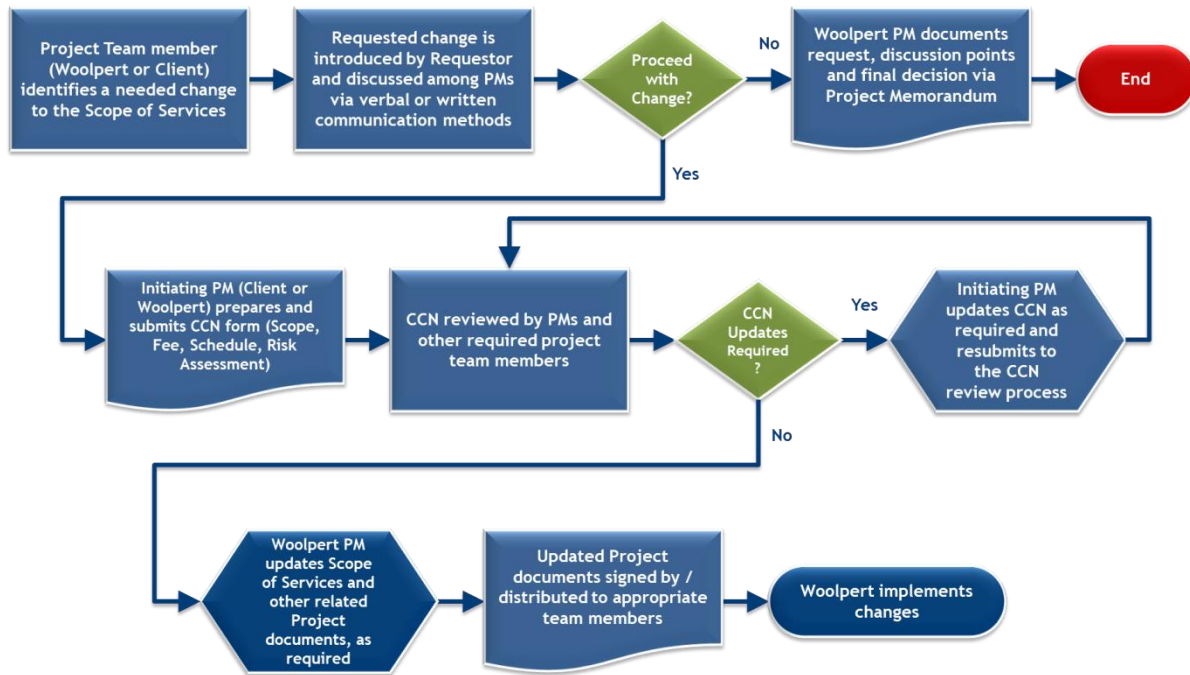 Project Team member
(Woolpert or Client)
identifies a needed change
to the Scope of Services
Requested change is
introduced by Requestor
and discussed among PMs
via verbal or written
communication methods
Proceed
with
Change?
No
Woolpert PM documents
request, discussion points
and final decision via
Project Memorandum
End
Yes
Initiating PM (Client or
Woolpert) prepares and
submits CCN form (Scope,
Fee, Schedule, Risk
Assessment)
CCN reviewed by PMs and
other required project
team members
CCN
Updates
Required
?
Yes
Initiating PM
updates CCN as
required and
resubmits to
the CCN
review process
No
Woolpert PM
updates Scope
of Services and
other related
Project
documents, as
required
Updated Project
documents signed by /
distributed to appropriate
team members
Woolpert implements
changes